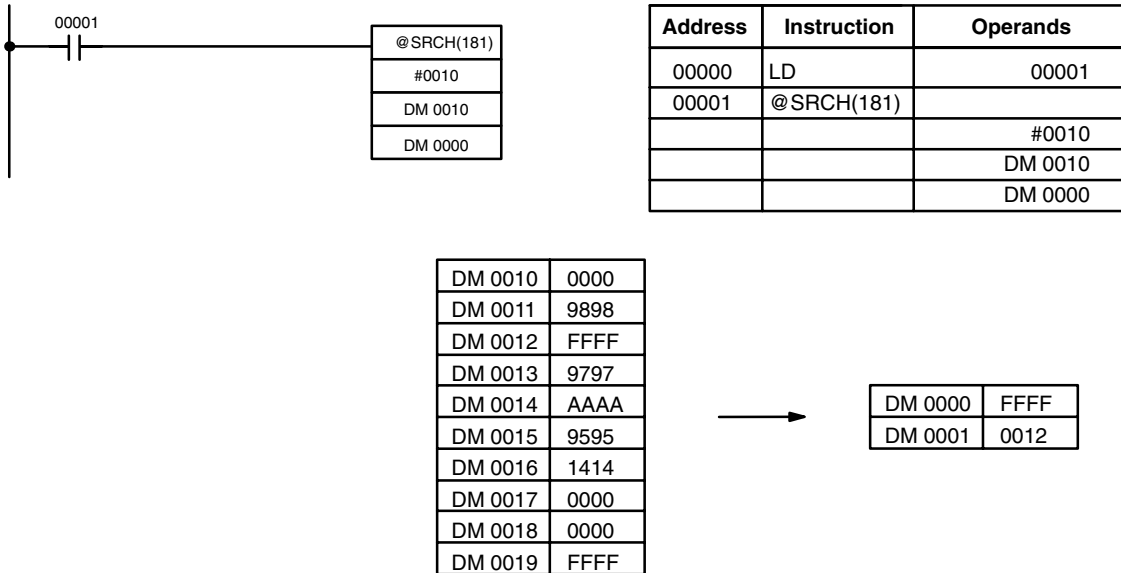 00001
@SRCH(181)
#0010
DM 0010
DM 0000
Address Instruction Operands
00000 LD 00001
00001 @SRCH(181)
#0010
DM 0010
DM 0000
DM 0010 0000
DM 0011 9898
DM 0012 FFFF
DM 0013 9797
DM 0014 AAAA
DM 0015 9595
DM 0016 1414
DM 0017 0000
DM 0018 0000
DM 0019 FFFF
DM 0000 FFFF
DM 0001 0012